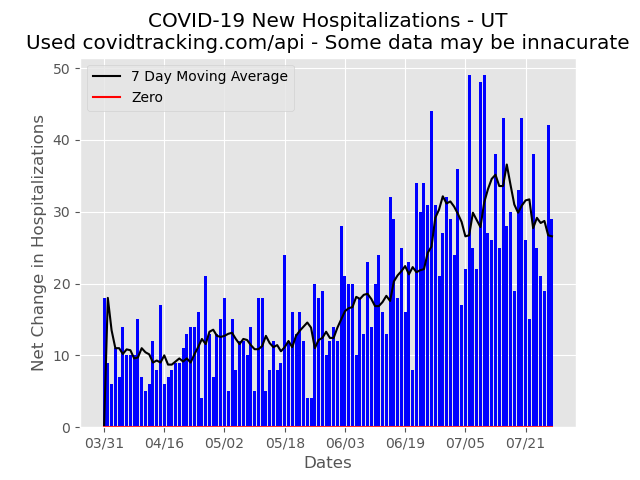 COVID-19 New Hospitalizations - UT
Used covidtracking.com/api - Some data may be innacurate
7 Day Moving Average
Zero
Net Change in Hospitalizations
50
40
30
20
10
0
03/31 04/16 05/02 05/18 06/03 06/19 07/05 07/21
Dates